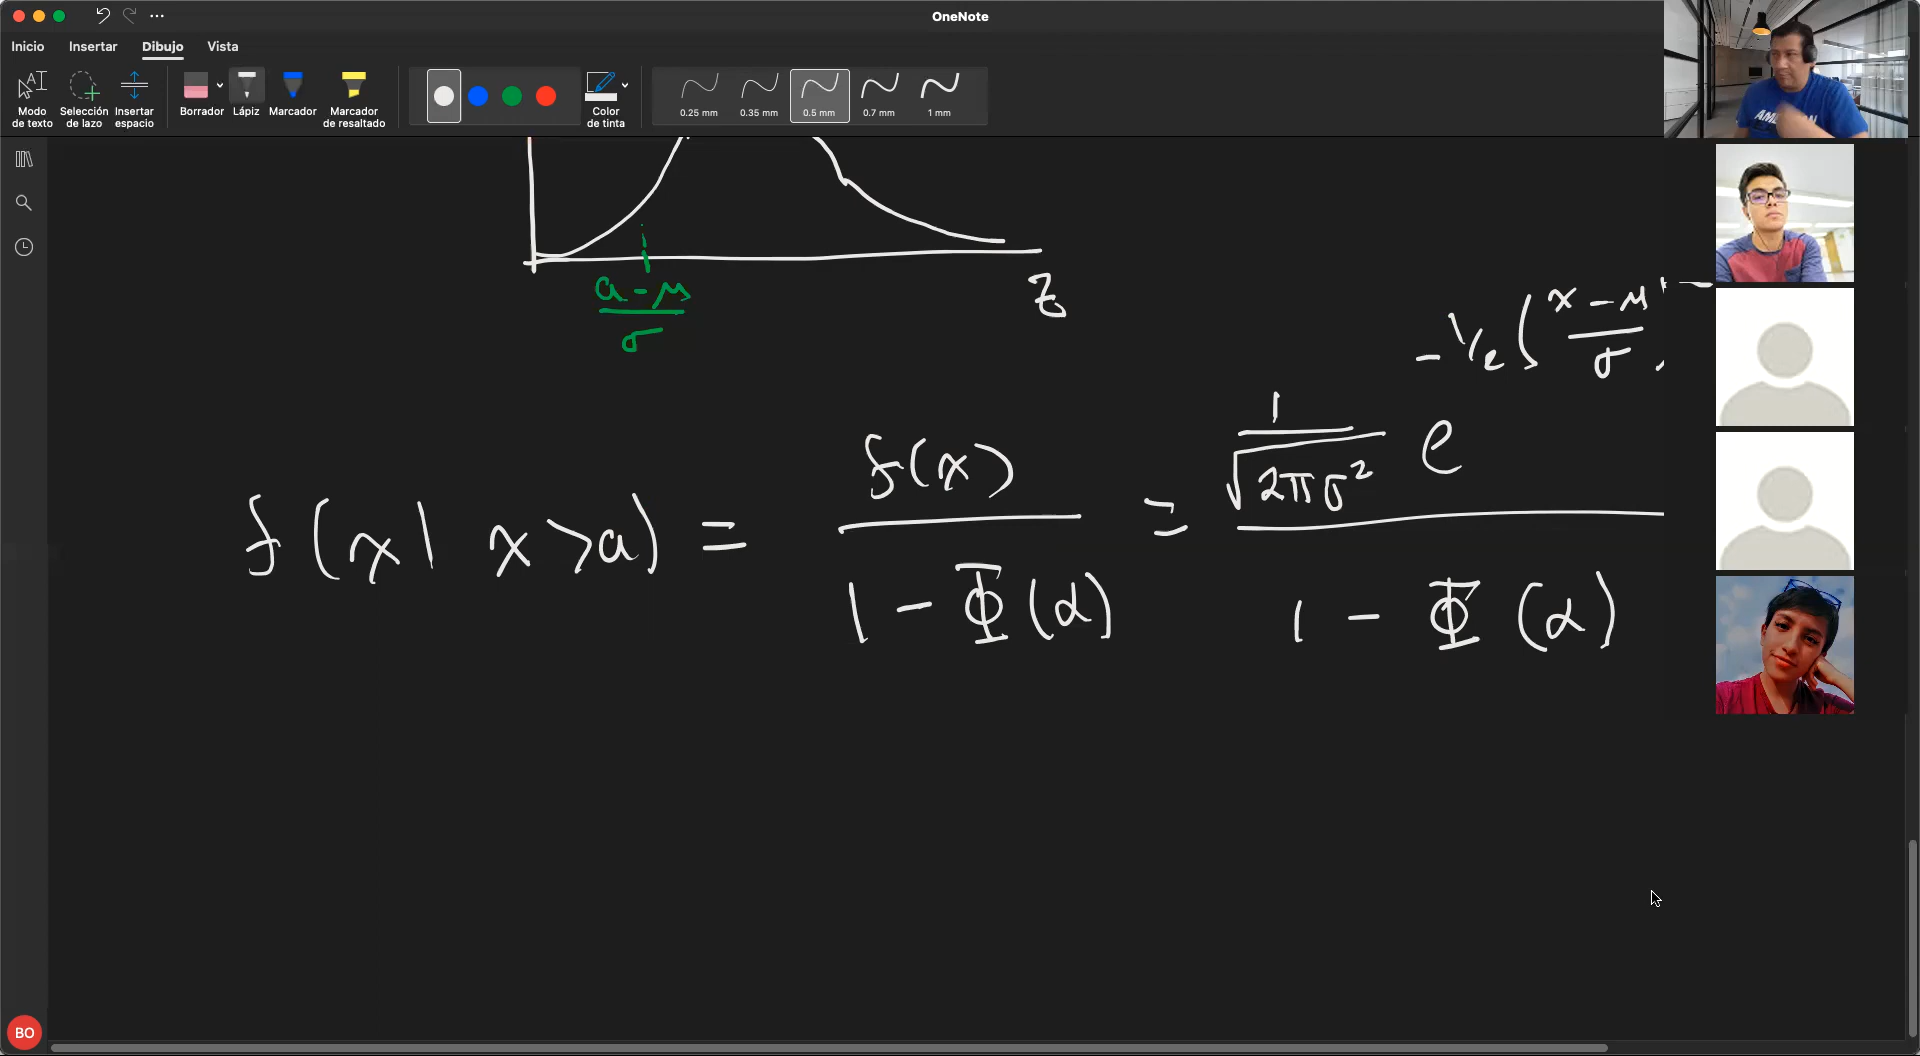 OneNote
Inicio Insertar Dibujo Vista
Modo de texto
Selección de lazo
Insertar espacio
Borrador
Lápiz
Marcador
Marcador de resaltado
Color de tinta
0.25 mm 0.35 mm 0.5 mm 0.7 mm 1 mm
a - μ
σ
z
-1/2 ( x - μ
σ
f(x | x > a) = f(x) / 1 - Φ(α) = 1 / √2πσ² e / 1 - Φ(α)
BO